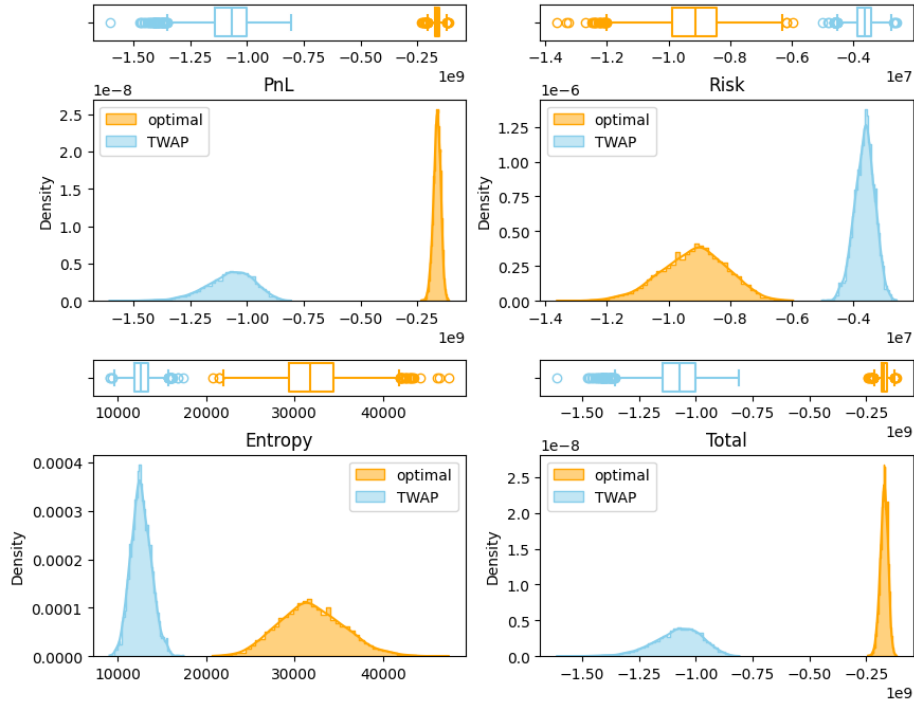 −1.50 −1.25 −1.00 −0.75 −0.50 −0.25
1e9
PnL
1e−8
optimal
TWAP
Density
2.5
2.0
1.5
1.0
0.5
0.0
−1.50 −1.25 −1.00 −0.75 −0.50 −0.25
1e9
−1.4 −1.2 −1.0 −0.8 −0.6 −0.4
1e7
Risk
1e−6
optimal
TWAP
Density
1.25
1.00
0.75
0.50
0.25
0.00
−1.4 −1.2 −1.0 −0.8 −0.6 −0.4
1e7
10000 20000 30000 40000
Entropy
optimal
TWAP
Density
0.0004
0.0003
0.0002
0.0001
0.0000
10000 20000 30000 40000
−1.50 −1.25 −1.00 −0.75 −0.50 −0.25
1e9
Total
1e−8
optimal
TWAP
Density
2.5
2.0
1.5
1.0
0.5
0.0
−1.50 −1.25 −1.00 −0.75 −0.50 −0.25
1e9